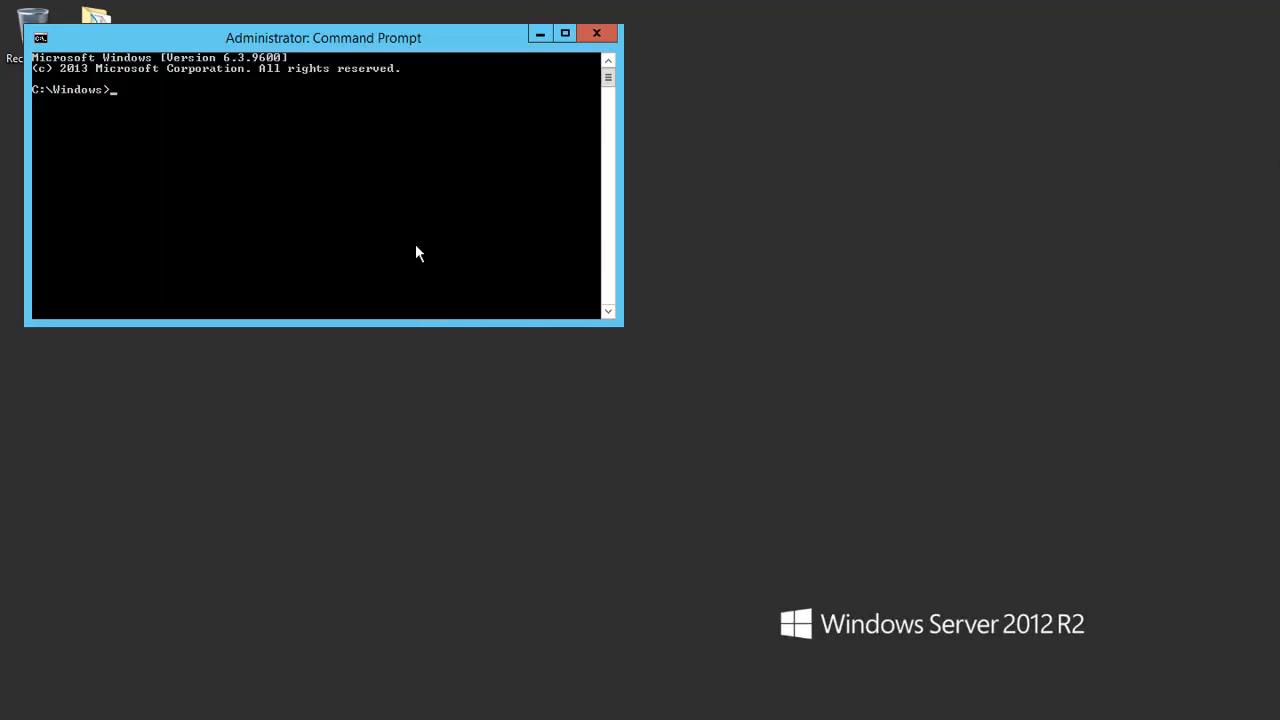 Administrator: Command Prompt
Microsoft Windows [Version 6.3.9600]
(c) 2013 Microsoft Corporation. All rights reserved.
C:\Windows>_
Rec
Windows Server 2012 R2